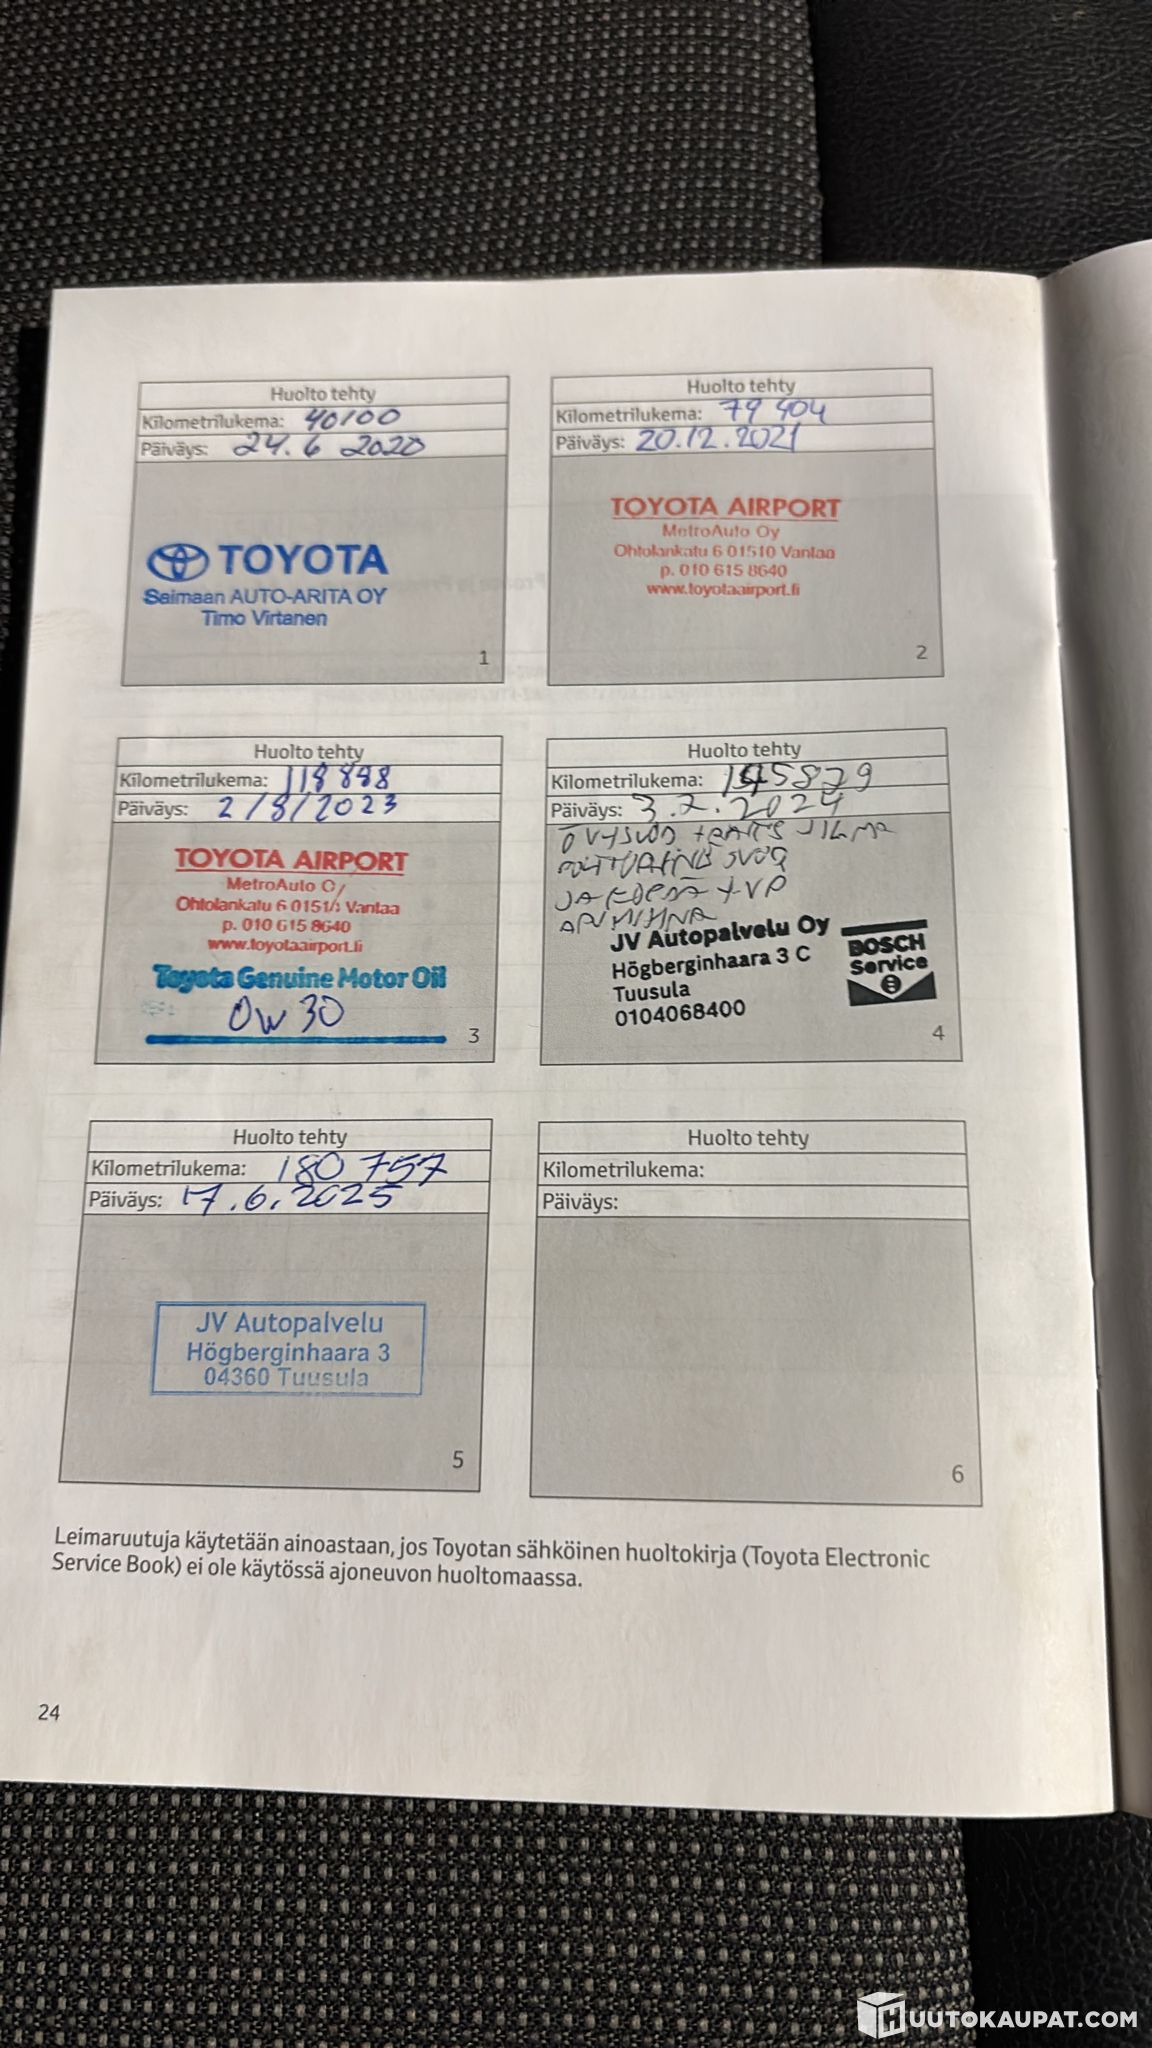 Huolto tehty
Kilometrilukema: 40100
Päiväys: 24.6 2020
TOYOTA
Saimaan AUTO-ARITA OY
Timo Virtanen
1
Huolto tehty
Kilometrilukema: 79 404
Päiväys: 20.12.2021
TOYOTA AIRPORT
MetroAuto Oy
Ohtolankatu 6 01510 Vantaa
p. 010 615 8640
www.toyotaairport.fi
2
Huolto tehty
Kilometrilukema: 118888
Päiväys: 2/8/2023
TOYOTA AIRPORT
MetroAuto Oy
Ohtolankatu 6 01510 Vantaa
p. 010 615 8640
www.toyotaairport.fi
Toyota Genuine Motor Oil
0W30
3
Huolto tehty
Kilometrilukema: 145879
Päiväys: 3.7.2024
JV Autopalvelu Oy
Högberginhaara 3 C
Tuusula
0104068400
BOSCH
Service
4
Huolto tehty
Kilometrilukema: 180 757
Päiväys: 17.6.2025
JV Autopalvelu
Högberginhaara 3
04360 Tuusula
5
Huolto tehty
Kilometrilukema:
Päiväys:
6
Leimaruutuja käytetään ainoastaan, jos Toyotan sähköinen huoltokirja (Toyota Electronic
Service Book) ei ole käytössä ajoneuvon huoltomaassa.
24
HUUTOKAUPAT.COM